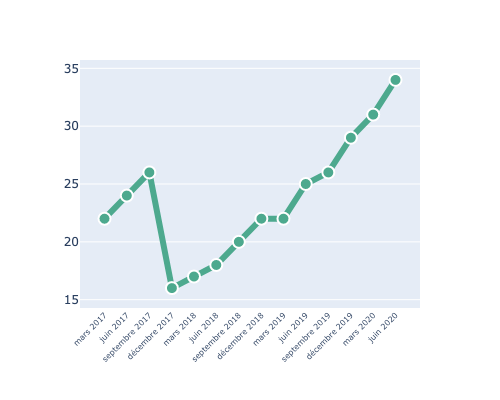 35
30
25
20
15
mars 2017
juin 2017
septembre 2017
décembre 2017
mars 2018
juin 2018
septembre 2018
décembre 2018
mars 2019
juin 2019
septembre 2019
décembre 2019
mars 2020
juin 2020